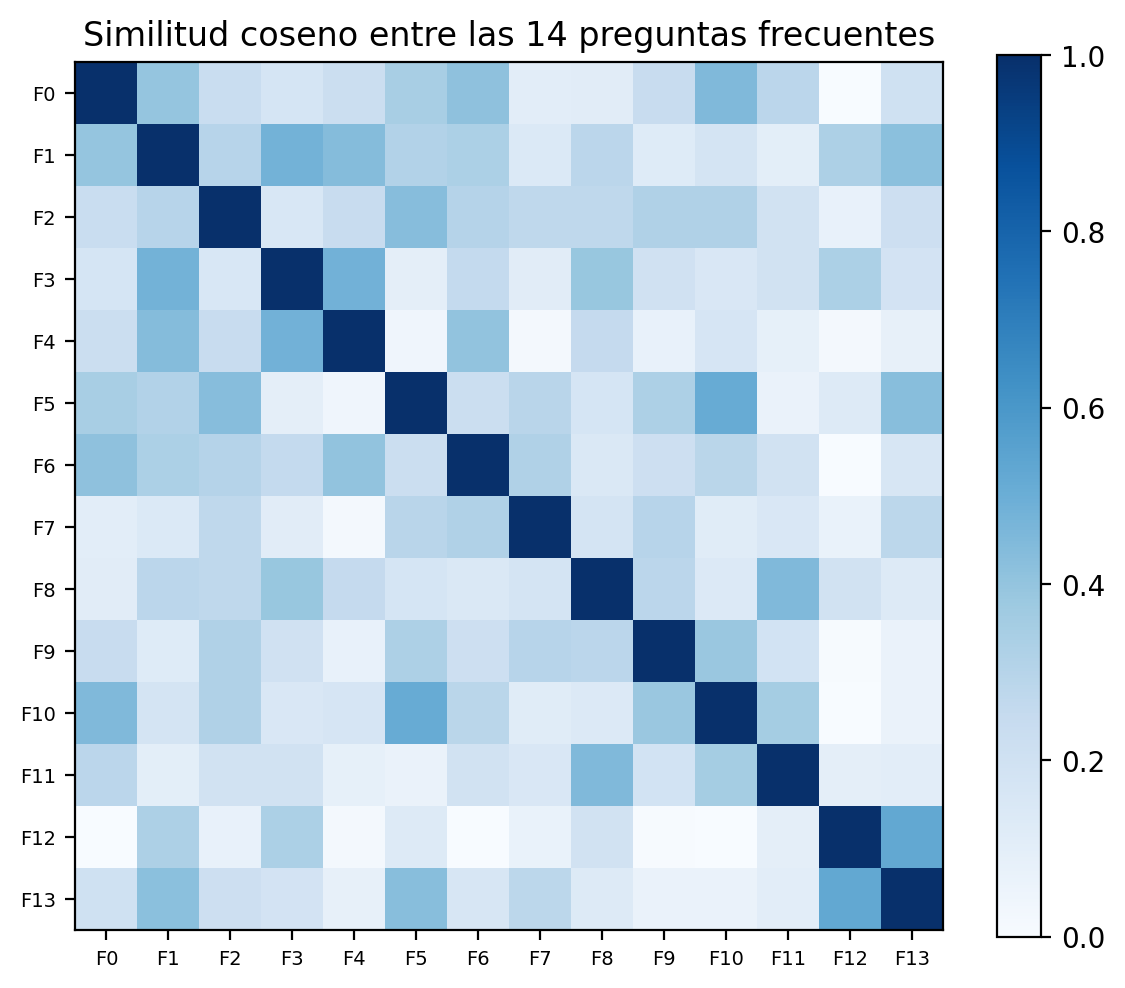 Similitud coseno entre las 14 preguntas frecuentes
F0
F1
F2
F3
F4
F5
F6
F7
F8
F9
F10
F11
F12
F13
F0 F1 F2 F3 F4 F5 F6 F7 F8 F9 F10 F11 F12 F13
1.0
0.8
0.6
0.4
0.2
0.0